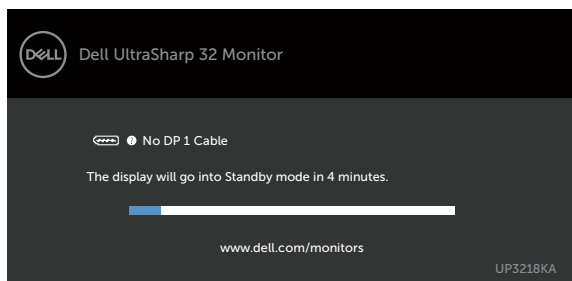 DELL Dell UltraSharp 32 Monitor
? No DP 1 Cable
The display will go into Standby mode in 4 minutes.
www.dell.com/monitors
UP3218KA